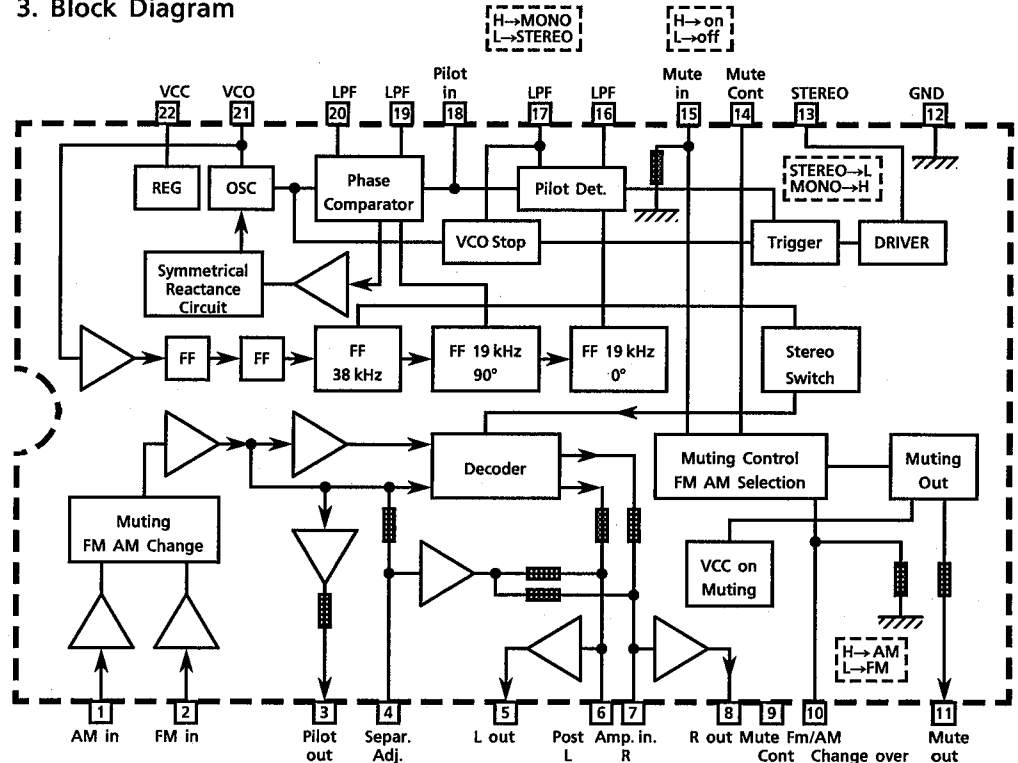 3. Block Diagram
H→MONO
L→STEREO
H→on
L→off
VCC
VCO
LPF
LPF
Pilot
in
LPF
LPF
Mute
in
Mute
Cont
STEREO
GND
22
21
20
19
18
17
16
15
14
13
12
REG
OSC
Phase
Comparator
Pilot Det.
STEREO→L
MONO→H
VCO Stop
Trigger
DRIVER
Symmetrical
Reactance
Circuit
FF
FF
FF
38 kHz
FF 19 kHz
90°
FF 19 kHz
0°
Stereo
Switch
Decoder
Muting Control
FM AM Selection
Muting
Out
Muting
FM AM Change
VCC on
Muting
H→AM
L→FM
1
2
3
4
5
6
7
8
9
10
11
AM in
FM in
Pilot
out
Separ.
Adj.
L out
Post Amp. in.
L R
R out
Mute
Cont
Fm/AM
Change over
Mute
out